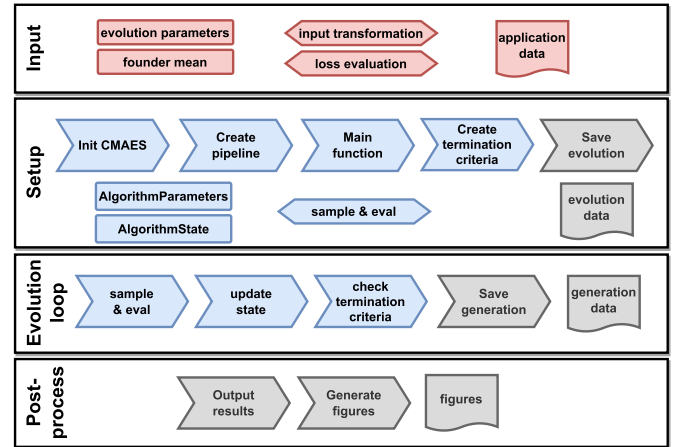 Input
evolution parameters
founder mean
input transformation
loss evaluation
application
data
Setup
Init CMAES
Create
pipeline
Main
function
Create
termination
criteria
Save
evolution
AlgorithmParameters
AlgorithmState
sample & eval
evolution
data
Evolution
loop
sample
& eval
update
state
check
termination
criteria
Save
generation
generation
data
Post-
process
Output
results
Generate
figures
figures